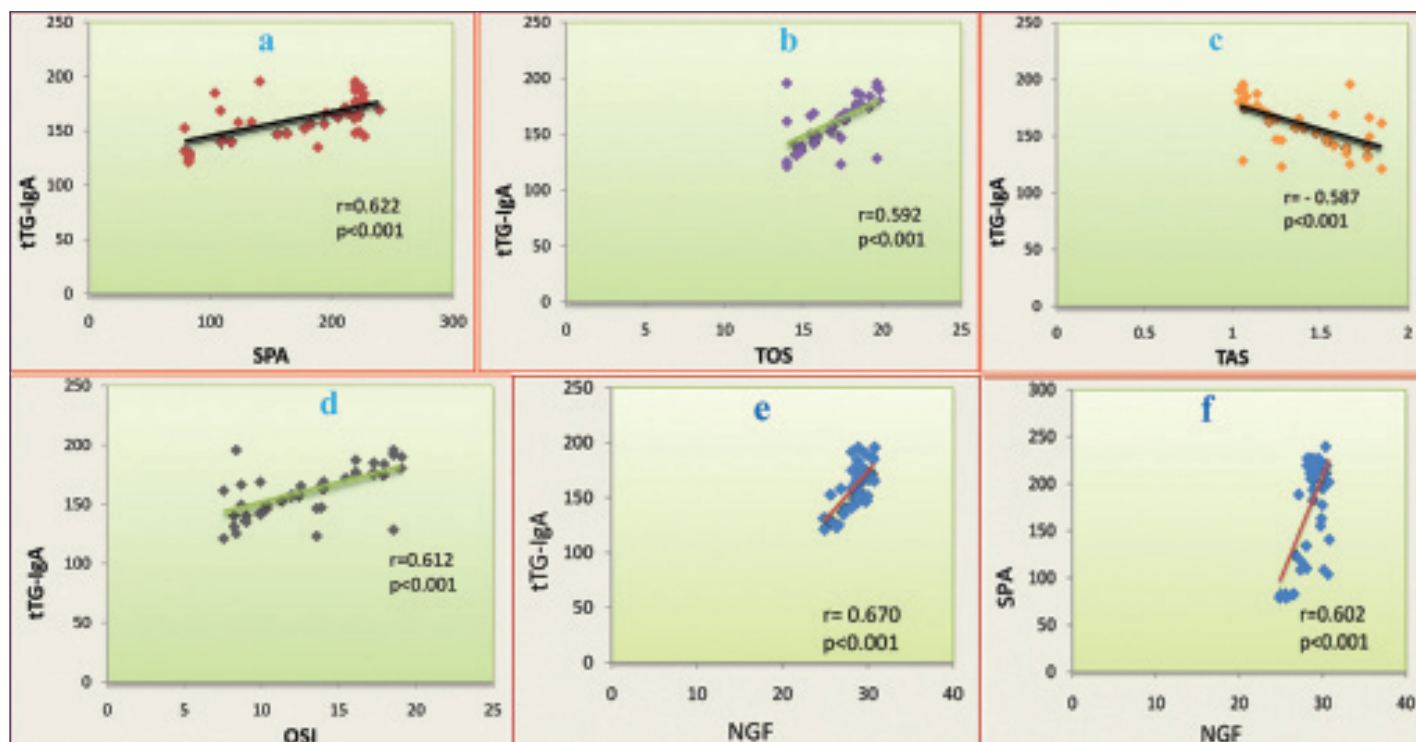 a
250
200
150
100
50
0
tTG-IgA
r=0.622
p<0.001
0 100 200 300
SPA
b
250
200
150
100
50
0
tTG-IgA
r=0.592
p<0.001
0 5 10 15 20 25
TOS
c
250
200
150
100
50
0
tTG-IgA
r= - 0.587
p<0.001
0 0.5 1 1.5 2
TAS
d
250
200
150
100
50
0
tTG-IgA
r=0.612
p<0.001
0 5 10 15 20 25
OSI
e
250
200
150
100
50
0
tTG-IgA
r= 0.670
p<0.001
0 10 20 30 40
NGF
f
300
250
200
150
100
50
0
SPA
r=0.602
p<0.001
0 10 20 30 40
NGF